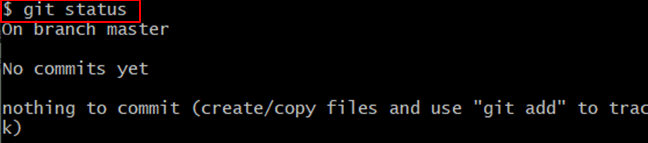 $ git status
On branch master
No commits yet
nothing to commit (create/copy files and use "git add" to trac
k)